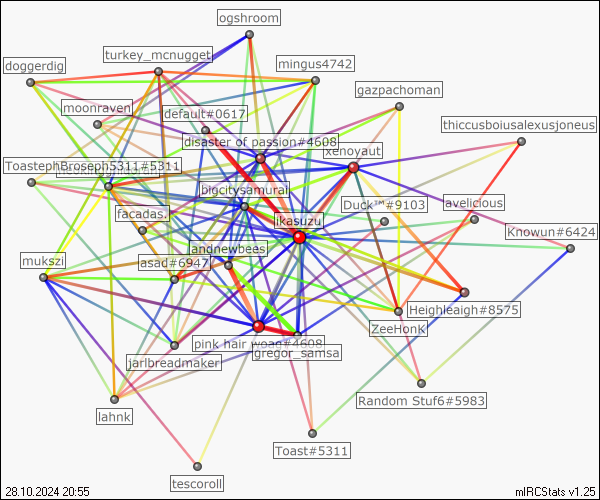 ogshroom
turkey_mcnugget
doggerdig
mingus4742
gazpachoman
moonraven
default#0617
thiccusboiusalexusjoneus
disaster of passion#4608
xenoyaut
Toasteph
Broseph5311#5311
bigcitysamurai
Duck™#9103
avelicious
facadas.
ikasuzu
Knowun#6424
andnewbees
mukszi
asad#6947
Heighleaigh#8575
ZeeHonk
pink hair woag#4608
gregor_samsa
jarlbreadmaker
Random Stuf6#5983
lahnk
Toast#5311
tescoroll
28.10.2024 20:55
mIRCStats v1.25